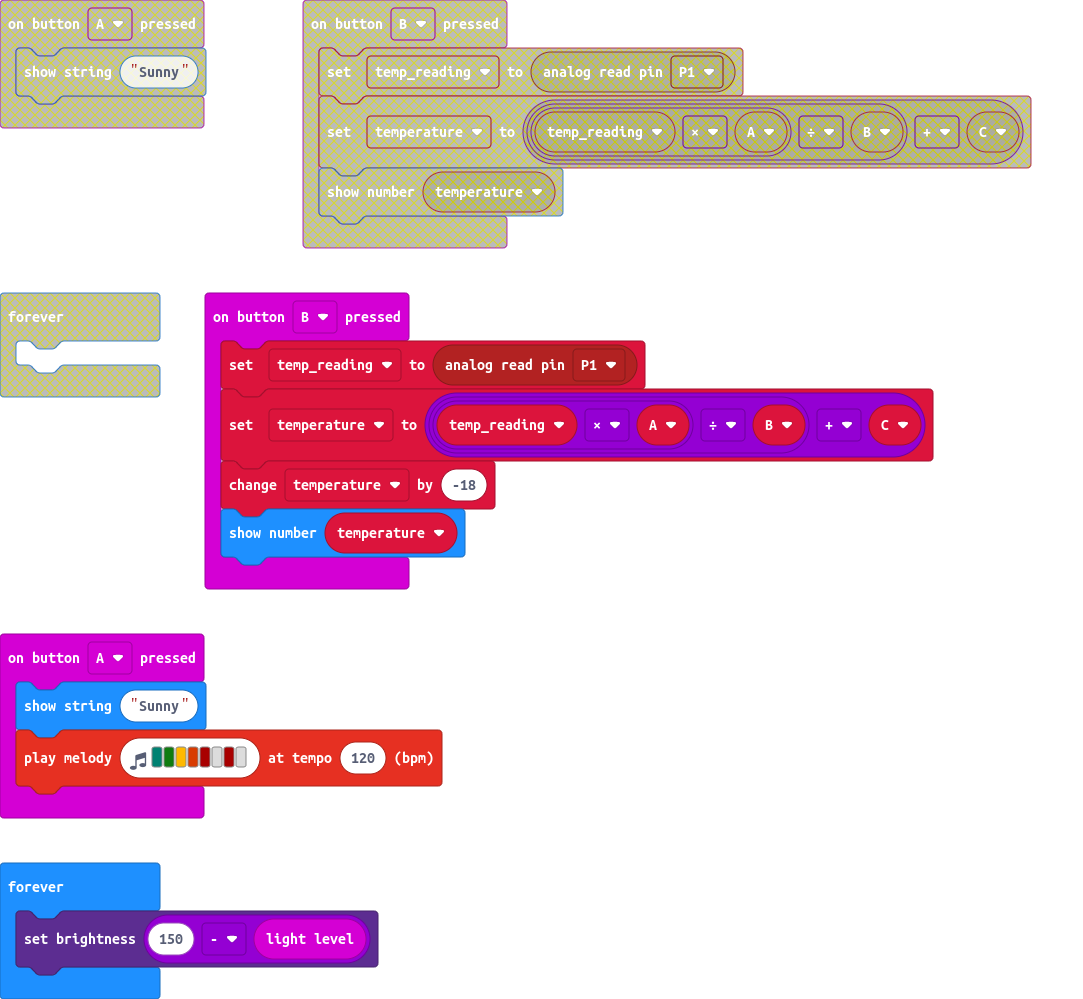 on button A pressed
show string "Sunny"
on button B pressed
set temp_reading to analog read pin P1
set temperature to temp_reading × A ÷ B + C
show number temperature
forever
on button B pressed
set temp_reading to analog read pin P1
set temperature to temp_reading × A ÷ B + C
change temperature by -18
show number temperature
on button A pressed
show string "Sunny"
play melody at tempo 120 (bpm)
forever
set brightness 150 - light level